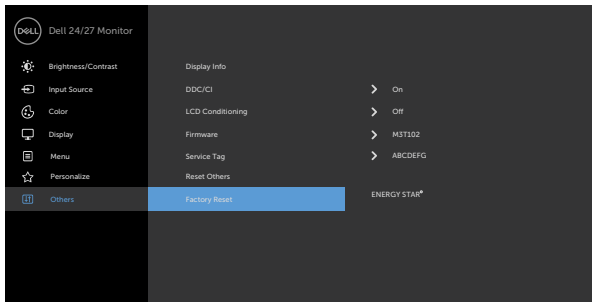 DELL Dell 24/27 Monitor
Brightness/Contrast Display Info
Input Source DDC/CI On
Color LCD Conditioning Off
Display Firmware M3T102
Menu Service Tag ABCDEFG
Personalize Reset Others
Others Factory Reset ENERGY STAR®